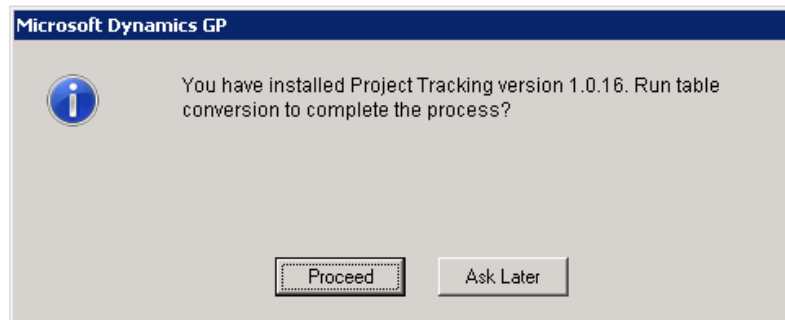 Microsoft Dynamics GP
You have installed Project Tracking version 1.0.16. Run table
conversion to complete the process?
Proceed
Ask Later